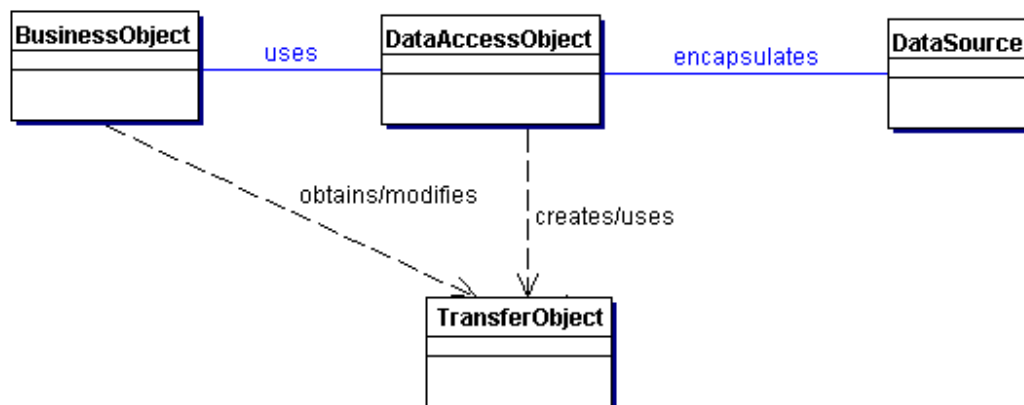 BusinessObject
uses
DataAccessObject
encapsulates
DataSource
obtains/modifies
creates/uses
TransferObject